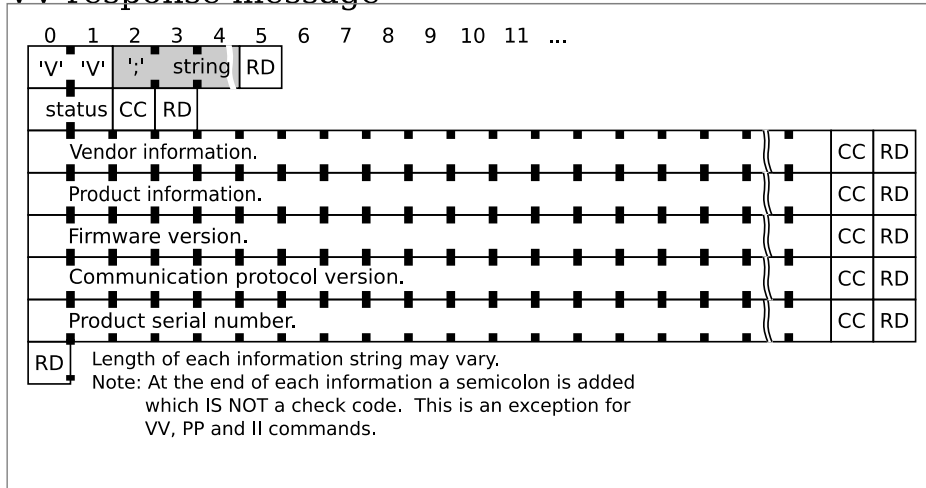 VV response message
0 1 2 3 4 5 6 7 8 9 10 11 ...
'V' 'V' ';' string RD
status CC RD
Vendor information. CC RD
Product information. CC RD
Firmware version. CC RD
Communication protocol version. CC RD
Product serial number. CC RD
RD Length of each information string may vary.
Note: At the end of each information a semicolon is added
which IS NOT a check code. This is an exception for
VV, PP and II commands.